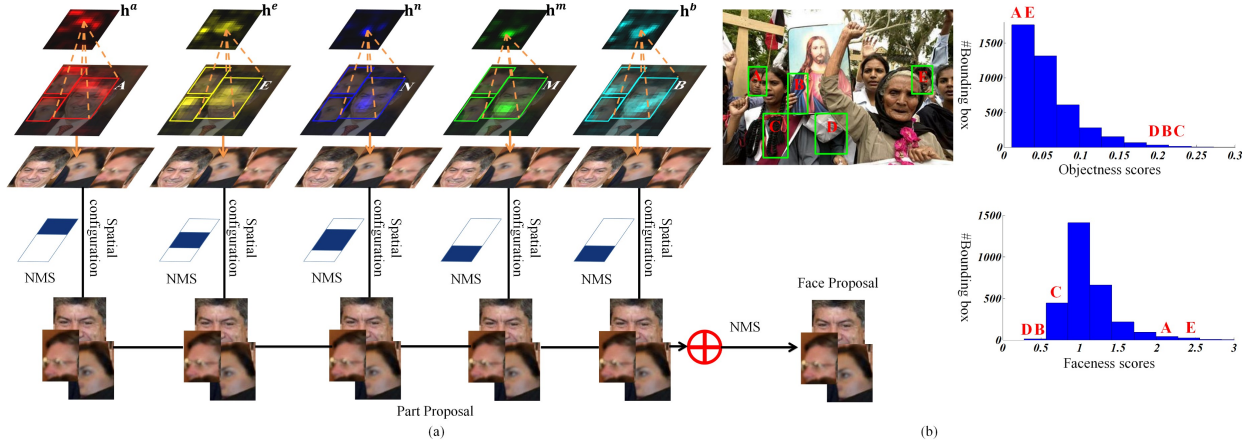 h^a h^e h^n h^m h^b
A E N M B
Spatial configuration
Spatial configuration
Spatial configuration
Spatial configuration
Spatial configuration
NMS NMS NMS NMS NMS
Face Proposal
NMS
Part Proposal
(a)
A E
B
C D
(b)
A E
#Bounding box
1500
1000
500
0
D B C
0.05 0.1 0.15 0.2 0.25 0.3
Objectness scores
#Bounding box
1500
1000
500
0
C
D B
A E
0 0.5 1 1.5 2 2.5 3
Faceness scores